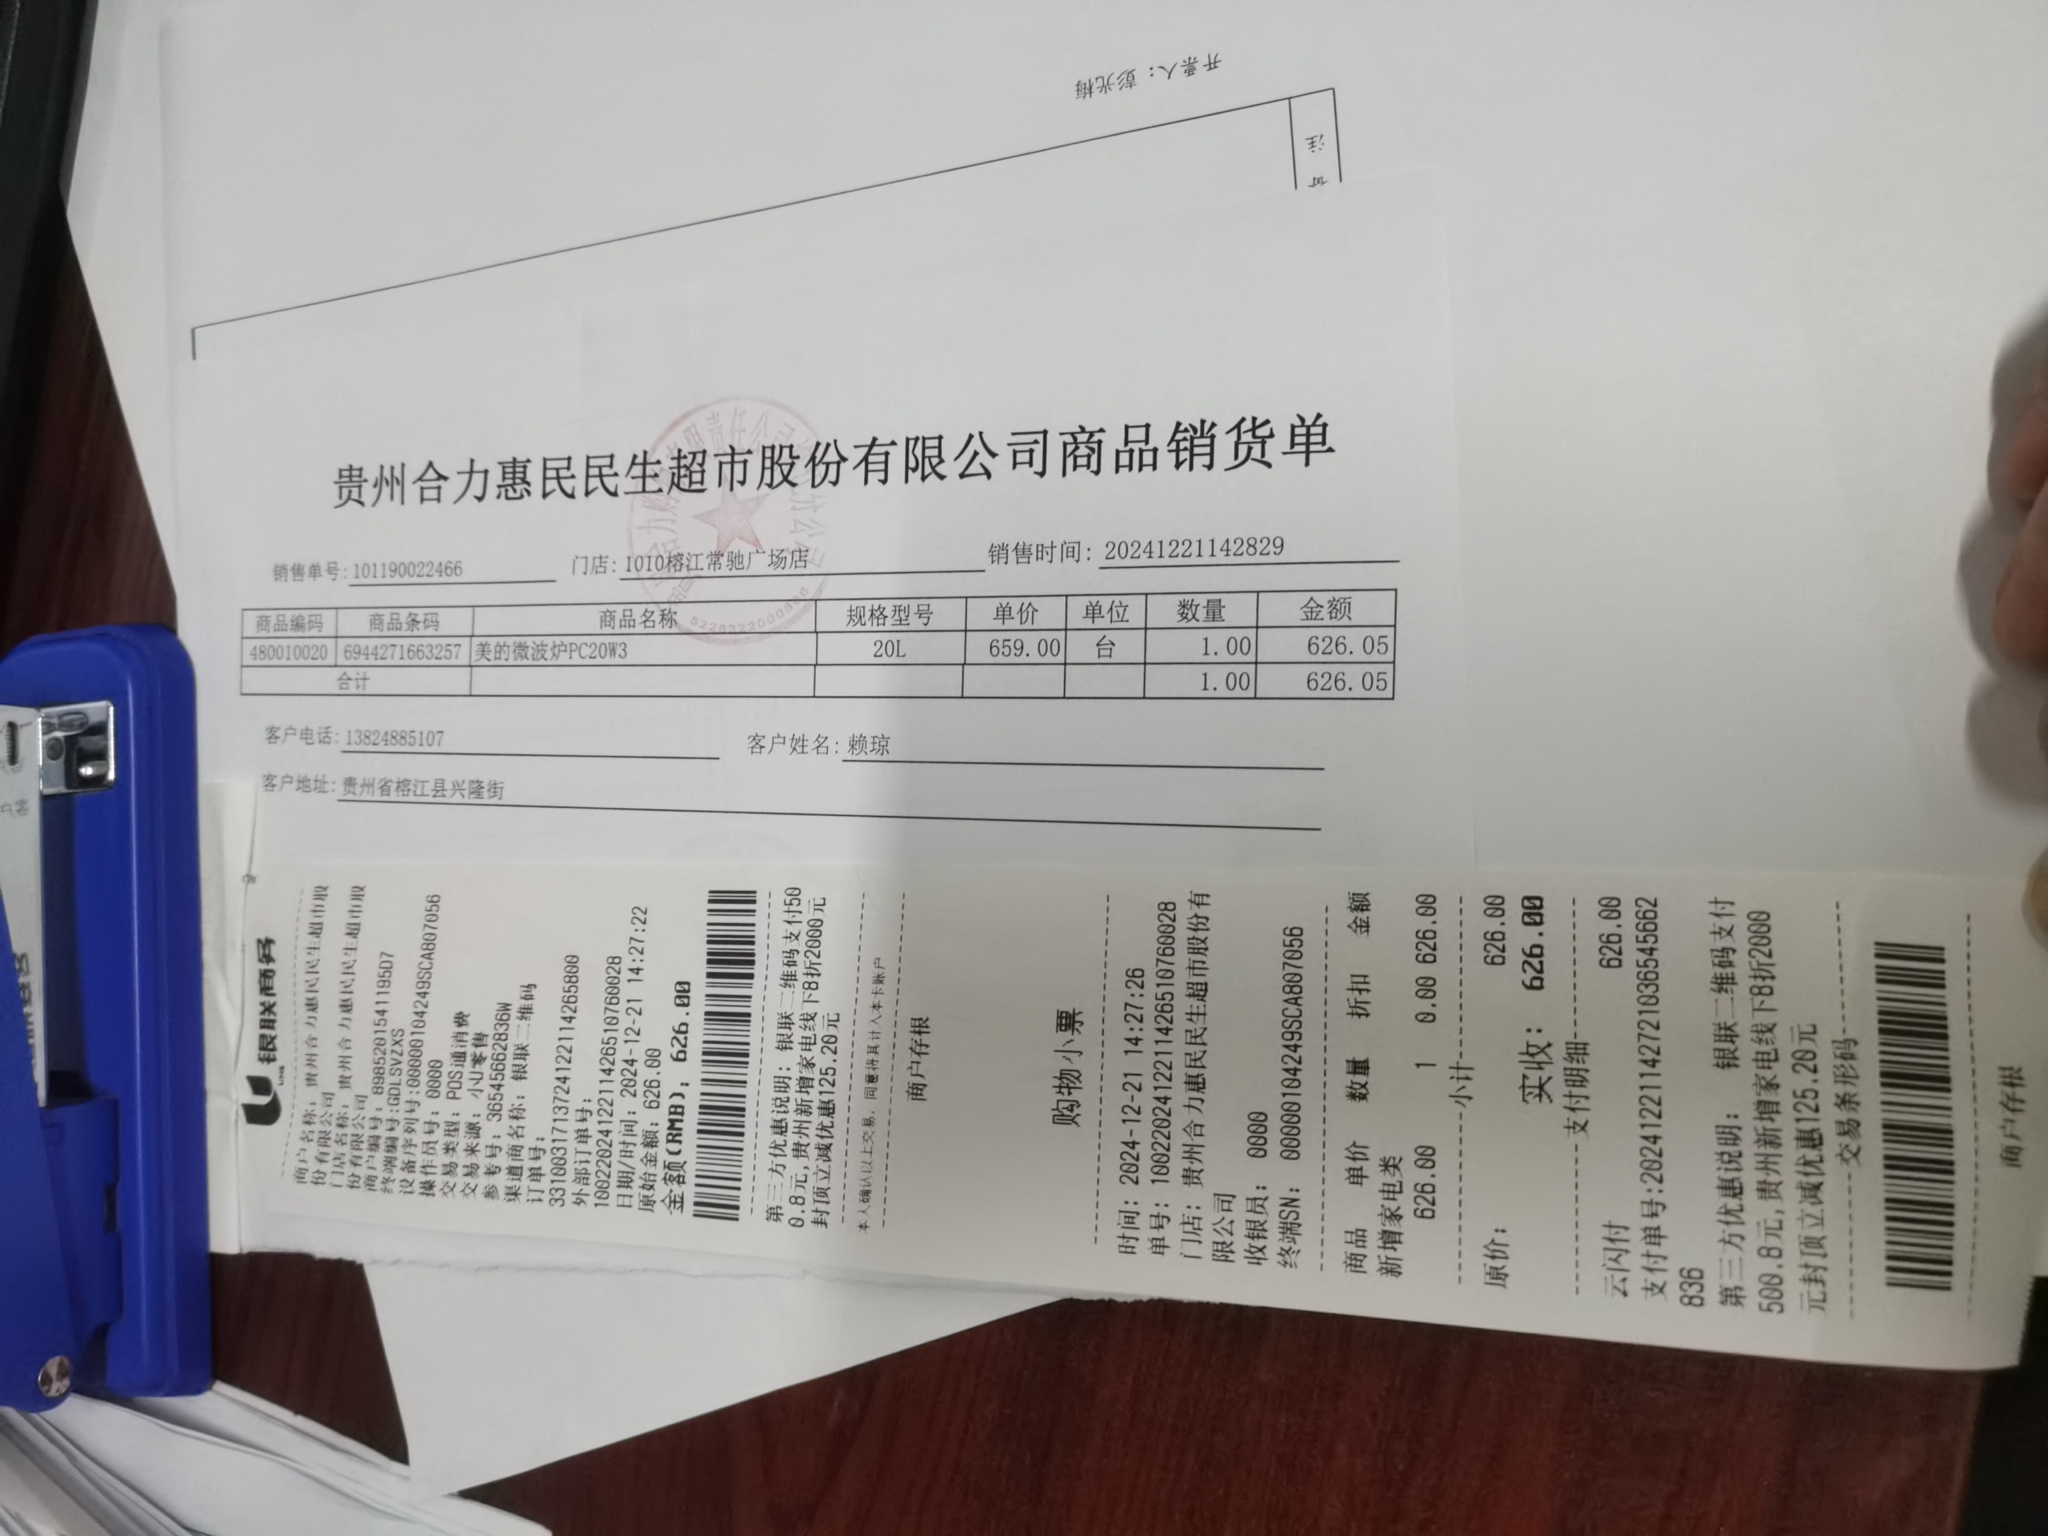 开票人：彭光梅
注
贵州合力惠民民生超市股份有限公司商品销货单
销售单号: 101190022466 门店: 1010榕江常驰广场店 销售时间: 20241221142829
商品编码 商品条码 商品名称 规格型号 单价 单位 数量 金额
480010020 6944271663257 美的微波炉PC20W3 20L 659.00 台 1.00 626.05
合计 1.00 626.05
客户电话: 13824885107 客户姓名: 赖琼
客户地址: 贵州省榕江县兴隆街
银联商务
商户名称：贵州合力惠民民生超市股
份有限公司
门店名称：贵州合力惠民民生超市股
份有限公司
商户编号：8985201541195D7
终端编号:GDLSVZXS
设备序列号:00000104249SCA807056
操作员号：0000
交易类型：POS通消费
交易来源：小U零售
参考号：36545662836W
渠道商名称：银联二维码
订单号：
33100317137241221114265800
外部订单号：
10022024122114265107600028
日期/时间：2024-12-21 14:27:22
原始金额：626.00
金额(RMB)：626.00
第三方优惠说明：银联二维码支付50
0.8元,贵州新增家电线下8折2000元
封顶立减优惠125.20元
本人确认以上交易，同意将其计入本卡账户
商户存根
购物小票
时间：2024-12-21 14:27:26
单号：10022024122114265107600028
门店：贵州合力惠民民生超市股份有
限公司
收银员：0000
终端SN：00000104249SCA807056
商品 单价 数量 折扣 金额
新增家电类
626.00 1 0.00 626.00
小计
原价： 626.00
实收：626.00
支付明细
云闪付 626.00
支付单号:20241221142721036545662
836
第三方优惠说明： 银联二维码支付
500.8元,贵州新增家电线下8折2000
元封顶立减优惠125.20元
交易条形码
商户存根